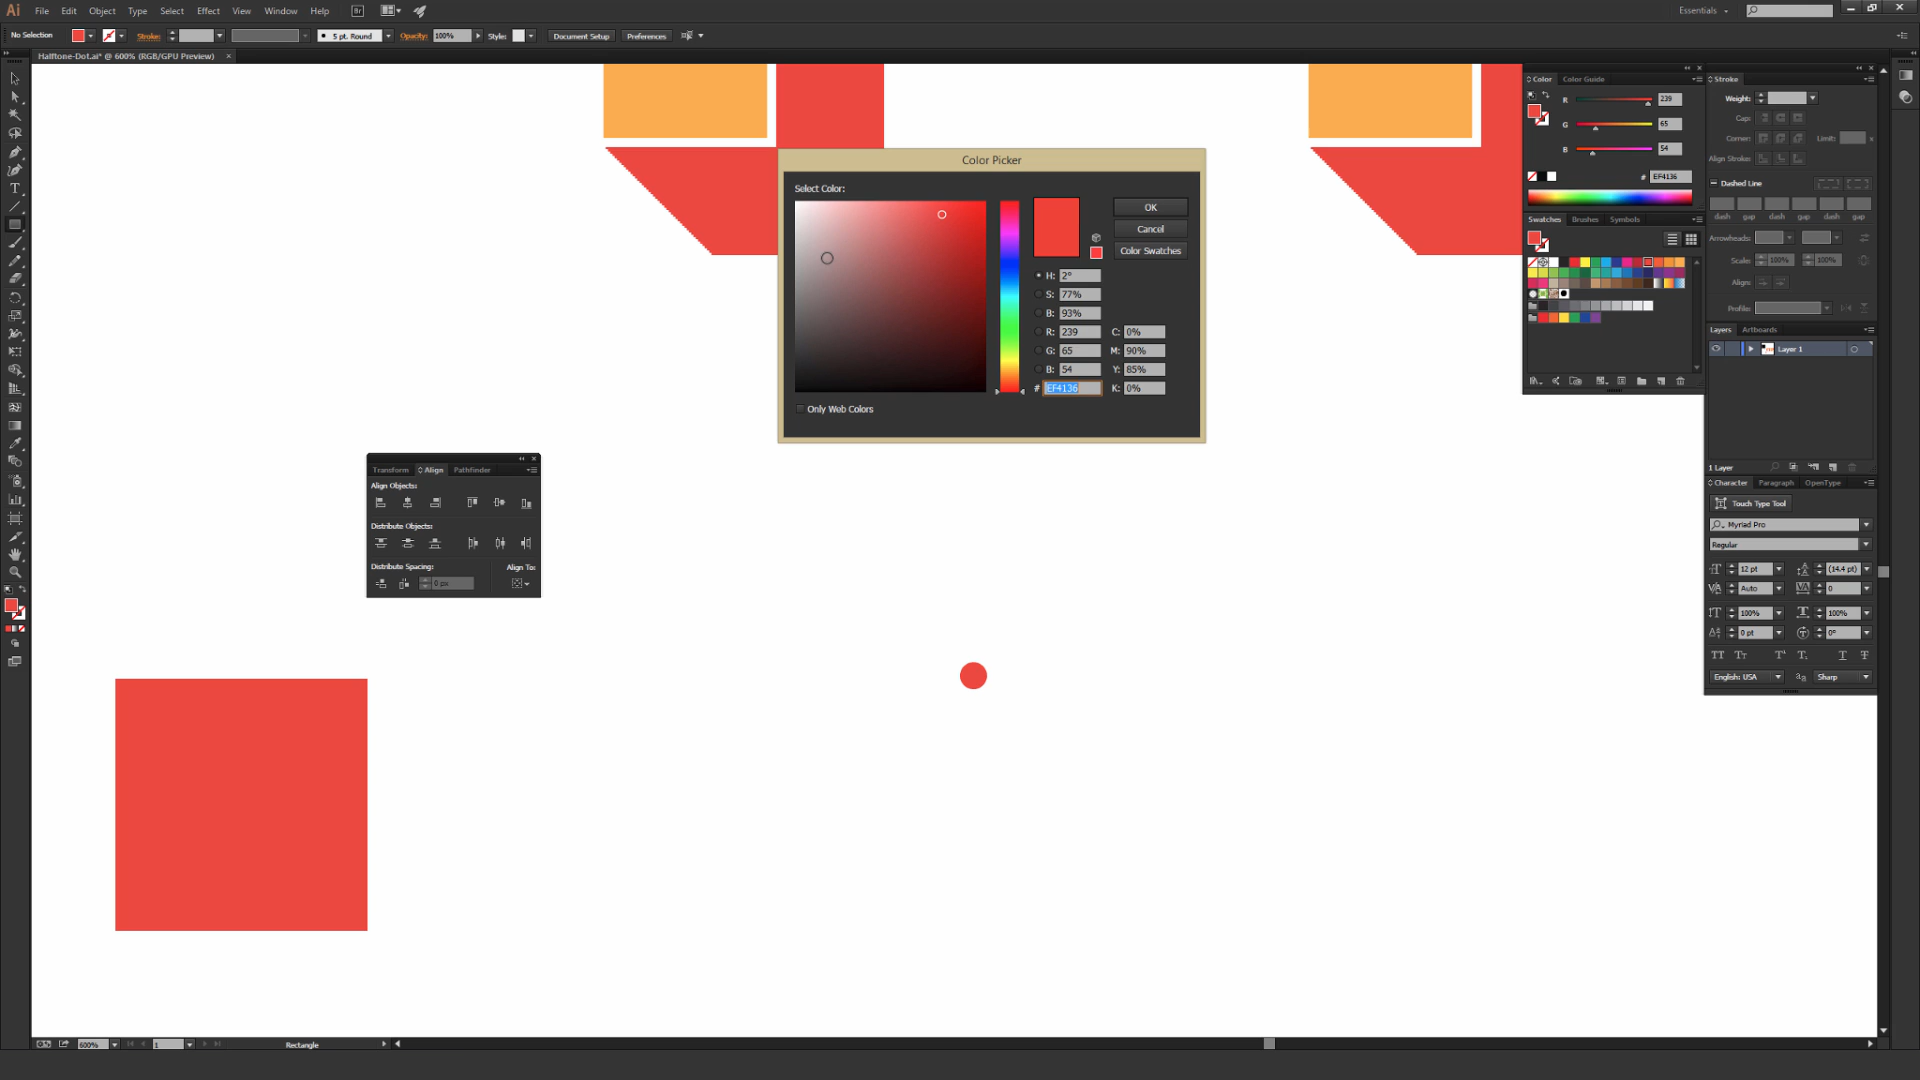 Ai File Edit Object Type Select Effect View Window Help Br Essentials
No Selection Stroke: 5 pt. Round Opacity: 100% Style: Document Setup Preferences
Halftone-Dot.ai* @ 600% (RGB/GPU Preview) ×
Color Color Guide
R 239
G 65
B 54
# EF4136
Swatches Brushes Symbols
Stroke
Weight:
Cap:
Corner: Limit: x
Align Stroke:
Dashed Line
dash gap dash gap dash gap
Arrowheads:
Scale: 100% 100%
Align:
Profile:
Layers Artboards
Layer 1
1 Layer
Character Paragraph OpenType
Touch Type Tool
Myriad Pro
Regular
12 pt (14.4 pt)
Auto 0
100% 100%
0 pt 0°
English: USA Sharp
Color Picker
Select Color:
OK
Cancel
Color Swatches
H: 2°
S: 77%
B: 93%
R: 239 C: 0%
G: 65 M: 90%
B: 54 Y: 85%
# EF4136 K: 0%
Only Web Colors
Transform Align Pathfinder
Align Objects:
Distribute Objects:
Distribute Spacing: Align To:
0 px
600% 1 Rectangle